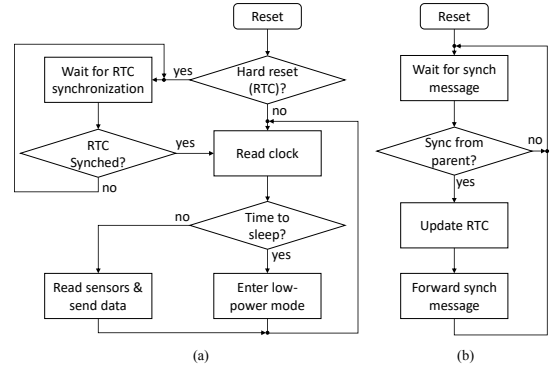 Reset
Hard reset
(RTC)?
yes
no
Wait for RTC
synchronization
RTC
Synched?
yes
no
Read clock
Time to
sleep?
no
yes
Read sensors &
send data
Enter low-
power mode
(a)
Reset
Wait for synch
message
Sync from
parent?
no
yes
Update RTC
Forward synch
message
(b)